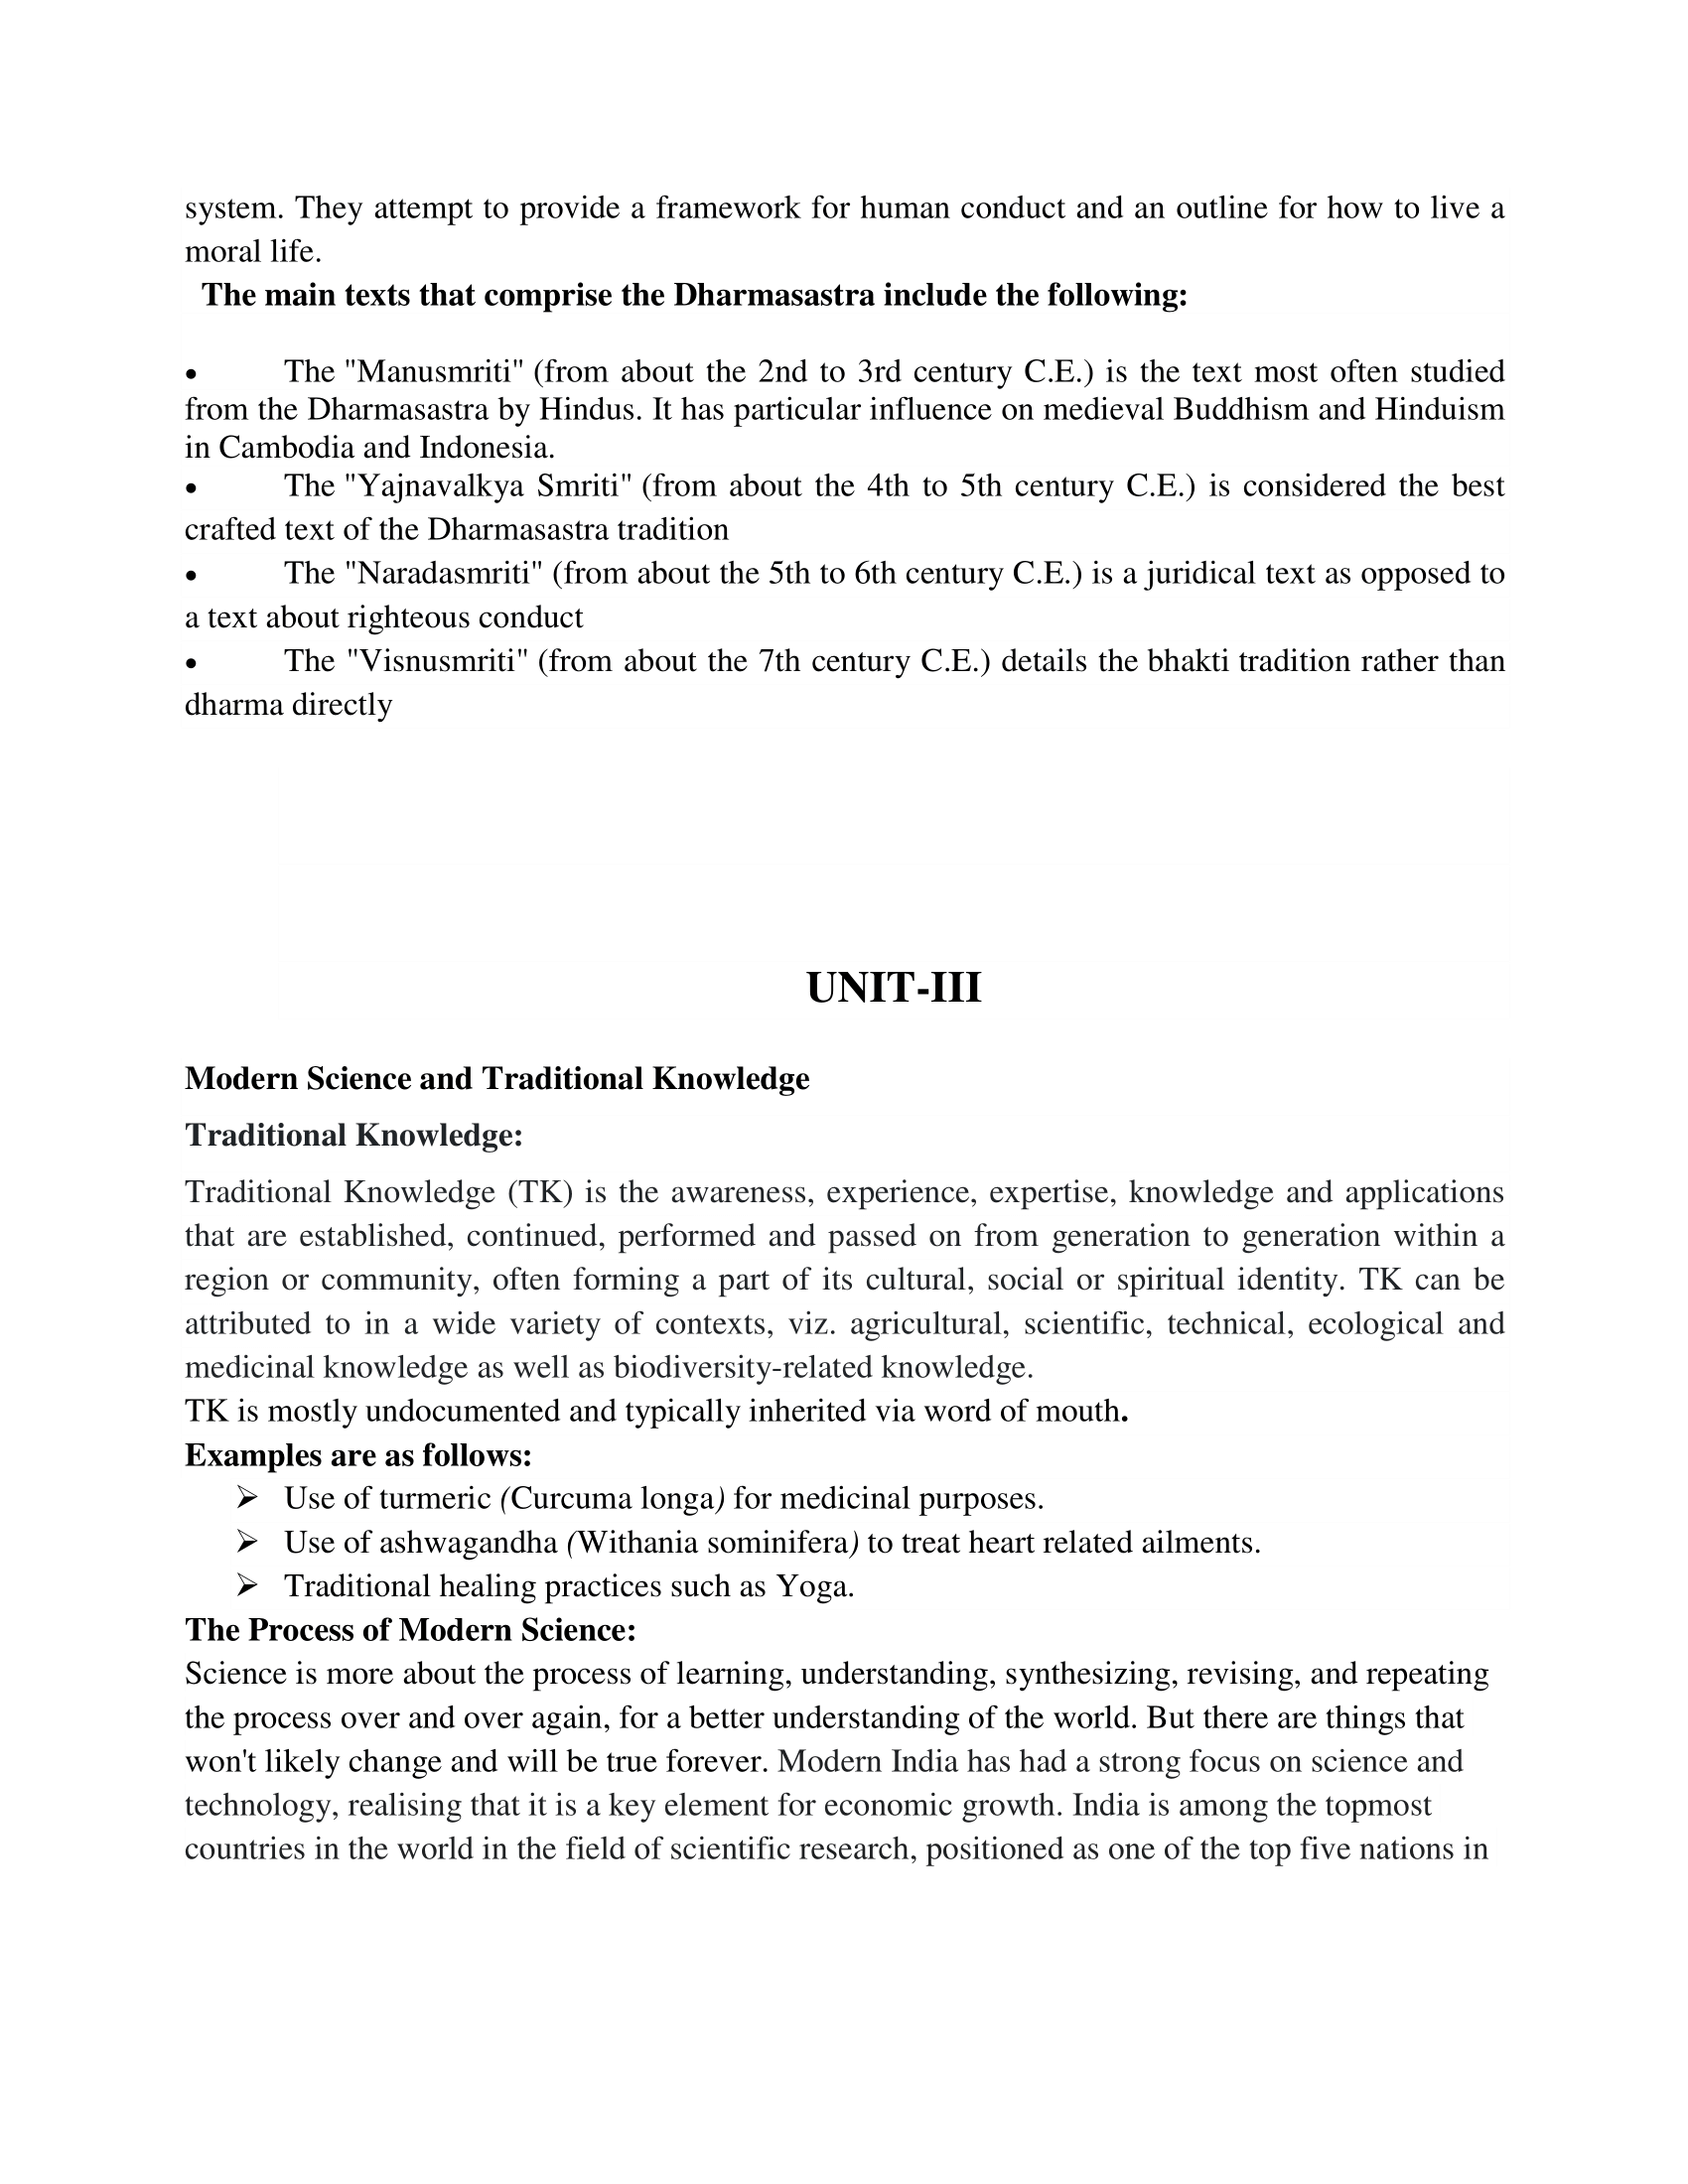 system. They attempt to provide a framework for human conduct and an outline for how to live a
moral life.
The main texts that comprise the Dharmasastra include the following:
• The "Manusmriti" (from about the 2nd to 3rd century C.E.) is the text most often studied
from the Dharmasastra by Hindus. It has particular influence on medieval Buddhism and Hinduism
in Cambodia and Indonesia.
• The "Yajnavalkya Smriti" (from about the 4th to 5th century C.E.) is considered the best
crafted text of the Dharmasastra tradition
• The "Naradasmriti" (from about the 5th to 6th century C.E.) is a juridical text as opposed to
a text about righteous conduct
• The "Visnusmriti" (from about the 7th century C.E.) details the bhakti tradition rather than
dharma directly
UNIT-III
Modern Science and Traditional Knowledge
Traditional Knowledge:
Traditional Knowledge (TK) is the awareness, experience, expertise, knowledge and applications
that are established, continued, performed and passed on from generation to generation within a
region or community, often forming a part of its cultural, social or spiritual identity. TK can be
attributed to in a wide variety of contexts, viz. agricultural, scientific, technical, ecological and
medicinal knowledge as well as biodiversity-related knowledge.
TK is mostly undocumented and typically inherited via word of mouth.
Examples are as follows:
➢ Use of turmeric (Curcuma longa) for medicinal purposes.
➢ Use of ashwagandha (Withania sominifera) to treat heart related ailments.
➢ Traditional healing practices such as Yoga.
The Process of Modern Science:
Science is more about the process of learning, understanding, synthesizing, revising, and repeating
the process over and over again, for a better understanding of the world. But there are things that
won't likely change and will be true forever. Modern India has had a strong focus on science and
technology, realising that it is a key element for economic growth. India is among the topmost
countries in the world in the field of scientific research, positioned as one of the top five nations in